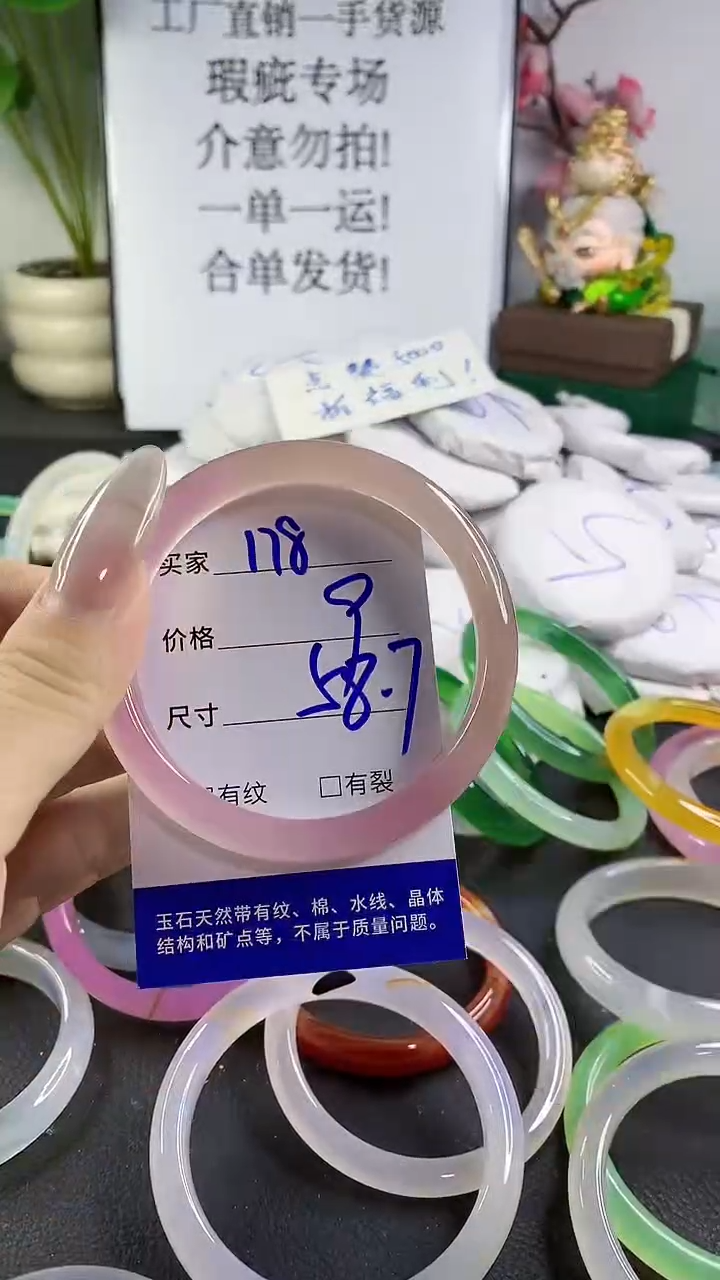 工厂直销一手货源
瑕疵专场
介意勿拍!
一单一运!
合单发货!
买家 178
价格 9
尺寸 58.7
有纹 □有裂
玉石天然带有纹、棉、水线、晶体
结构和矿点等，不属于质量问题。